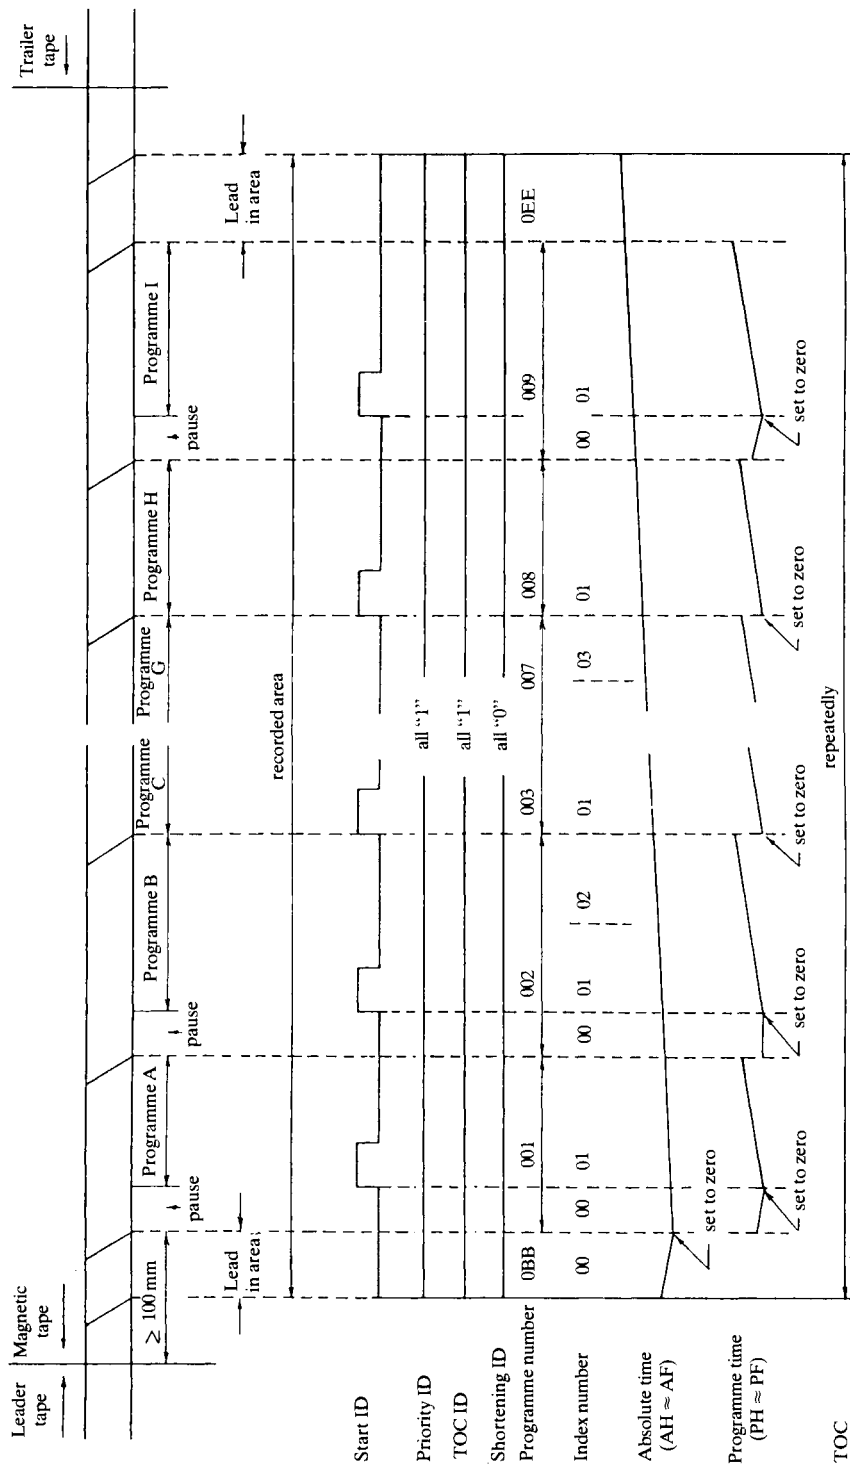 Leader
tape
Magnetic
tape
Trailer
tape
≥ 100 mm
pause
Programme A
pause
Programme B
Programme
C
Programme
G
Programme H
pause
Programme I
Lead
in area
Lead
in area
recorded area
Start ID
Priority ID
all “1”
TOC ID
all “1”
Shortening ID
all “0”
Programme number
0BB
001
002
003
007
008
009
0EE
Index number
00
00
01
00
01
02
01
03
01
00
01
Absolute time
(AH ≈ AF)
set to zero
Programme time
(PH ≈ PF)
set to zero
set to zero
set to zero
set to zero
set to zero
TOC
repeatedly